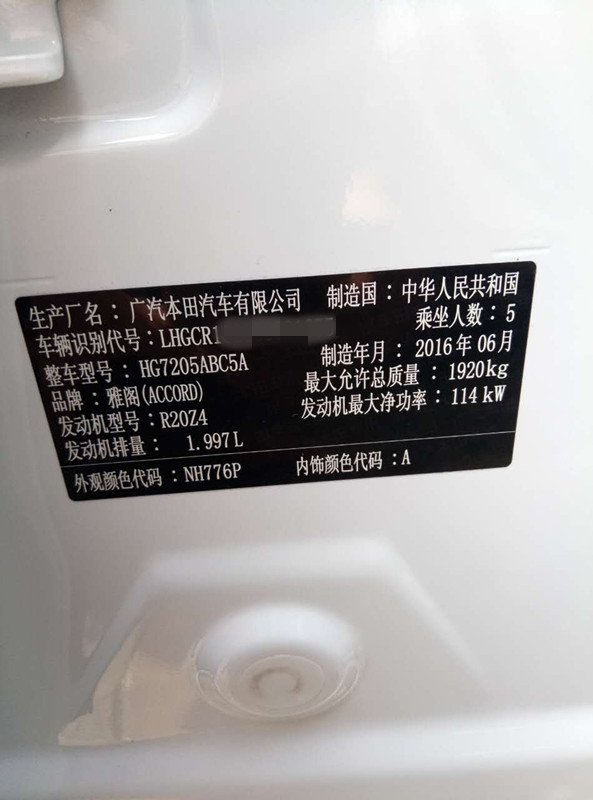 生产厂名：广汽本田汽车有限公司 制造国：中华人民共和国
车辆识别代号：LHGCR1 乘坐人数：5
整车型号：HG7205ABC5A 制造年月：2016年06月
品牌：雅阁(ACCORD) 最大允许总质量：1920kg
发动机型号：R20Z4 发动机最大净功率：114kW
发动机排量：1.997L
外观颜色代码：NH776P 内饰颜色代码：A